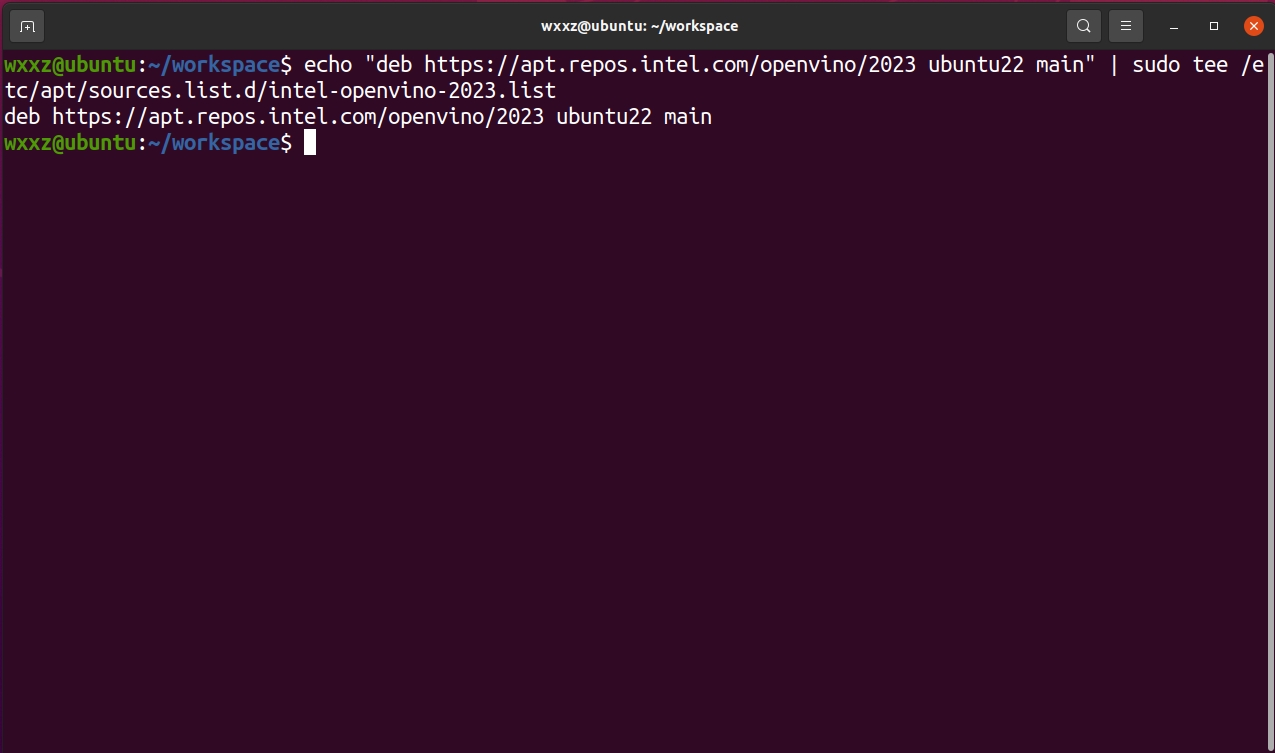 wxxz@ubuntu: ~/workspace
wxxz@ubuntu:~/workspace$ echo "deb https://apt.repos.intel.com/openvino/2023 ubuntu22 main" | sudo tee /e
tc/apt/sources.list.d/intel-openvino-2023.list
deb https://apt.repos.intel.com/openvino/2023 ubuntu22 main
wxxz@ubuntu:~/workspace$